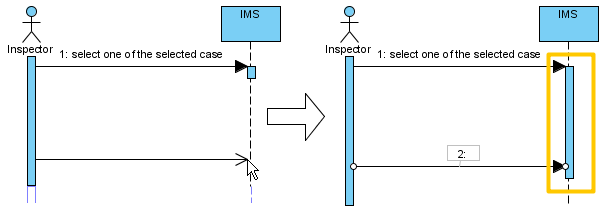 IMS
Inspector
1: select one of the selected case
IMS
Inspector
1: select one of the selected case
2: